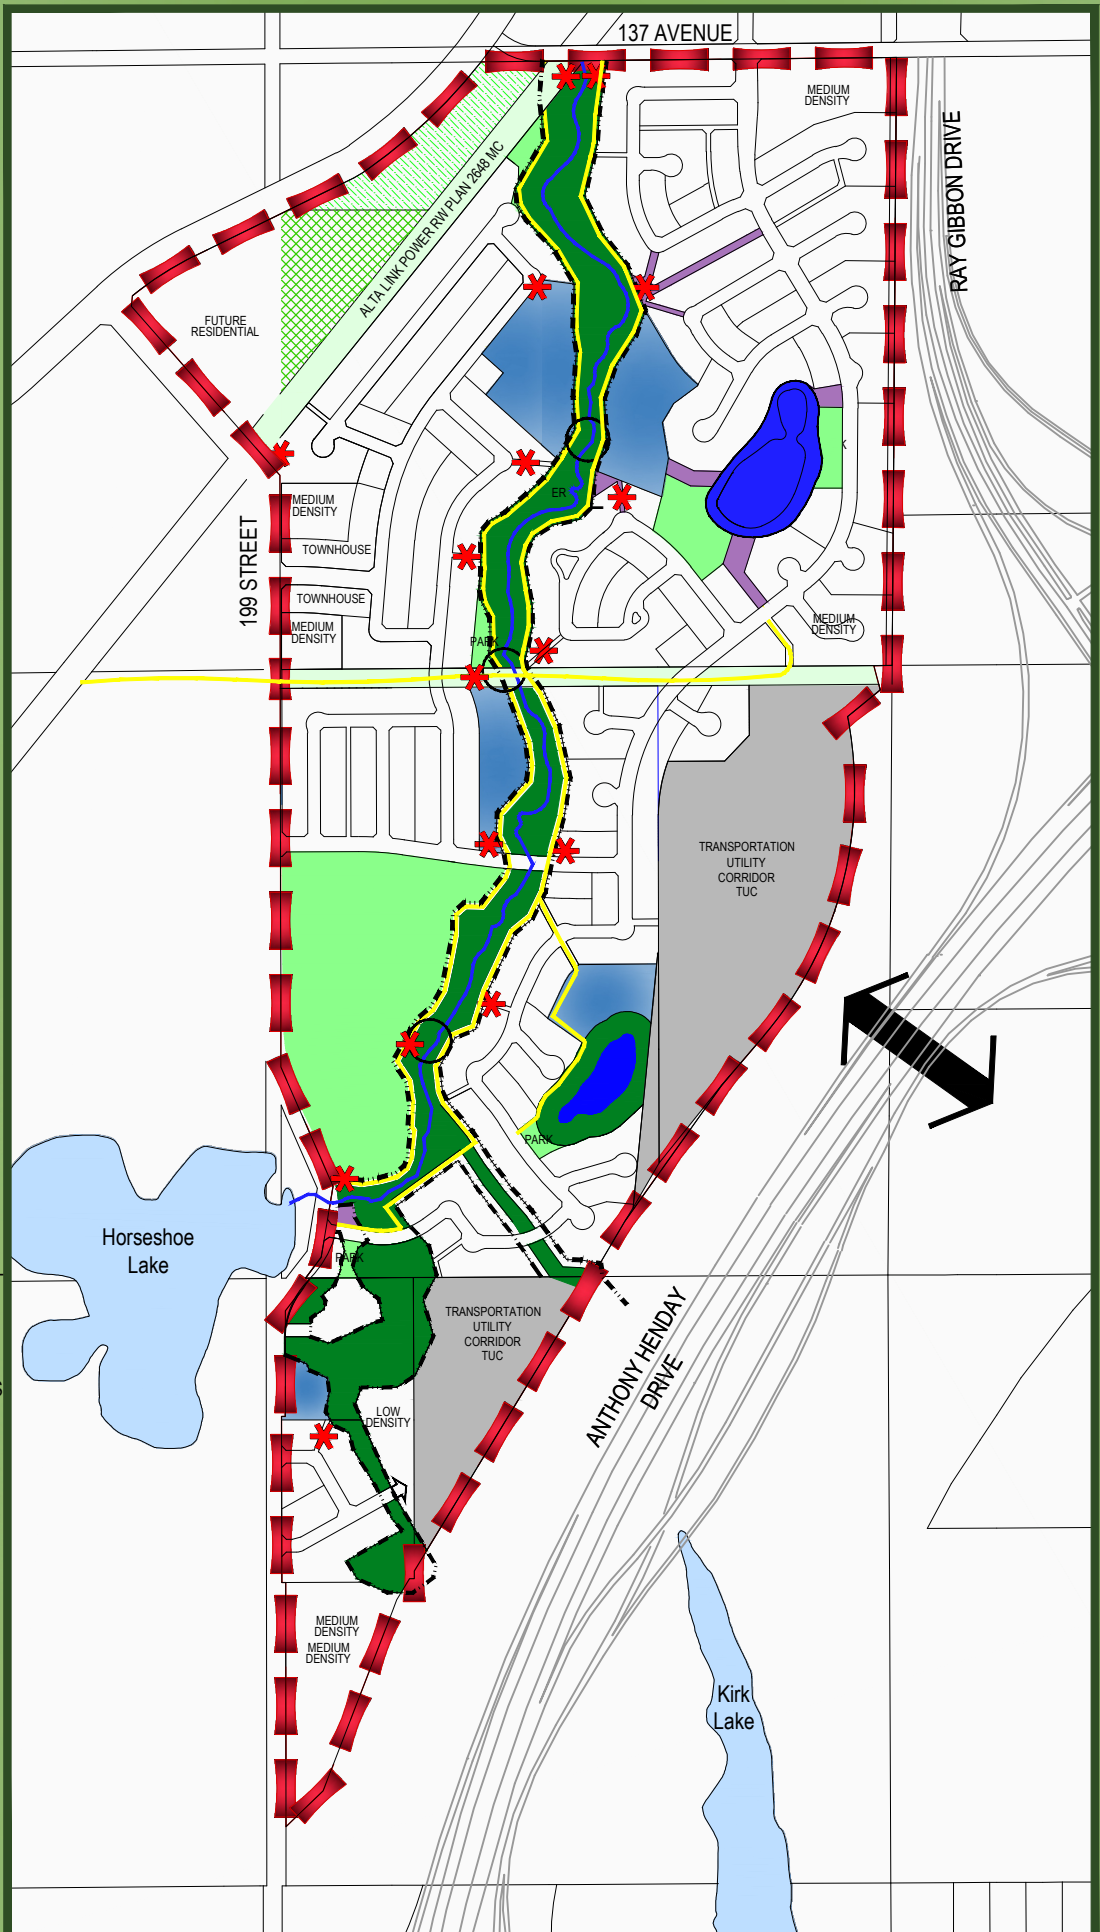 137 AVENUE
MEDIUM
DENSITY
RAY GIBBON DRIVE
ALTA LINK POWER RW PLAN 2648 MC
FUTURE
RESIDENTIAL
MEDIUM
DENSITY
ER
TOWNHOUSE
199 STREET
TOWNHOUSE
MEDIUM
DENSITY
PARK
MEDIUM
DENSITY
TRANSPORTATION
UTILITY
CORRIDOR
TUC
PARK
Horseshoe
Lake
PARK
TRANSPORTATION
UTILITY
CORRIDOR
TUC
ANTHONY HENDAY
DRIVE
LOW
DENSITY
MEDIUM
DENSITY
MEDIUM
DENSITY
Kirk
Lake